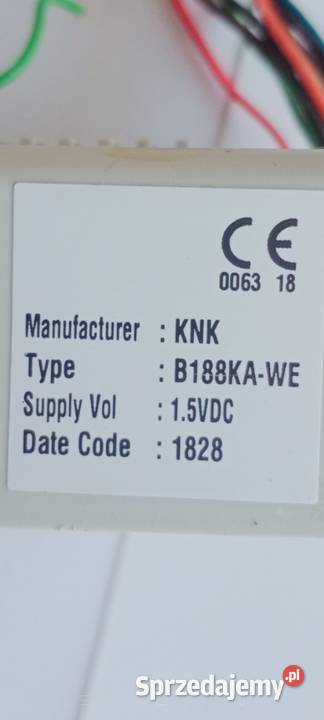 CE
0063 18
Manufacturer : KNK
Type : B188KA-WE
Supply Vol : 1.5VDC
Date Code : 1828
Sprzedajemy.pl